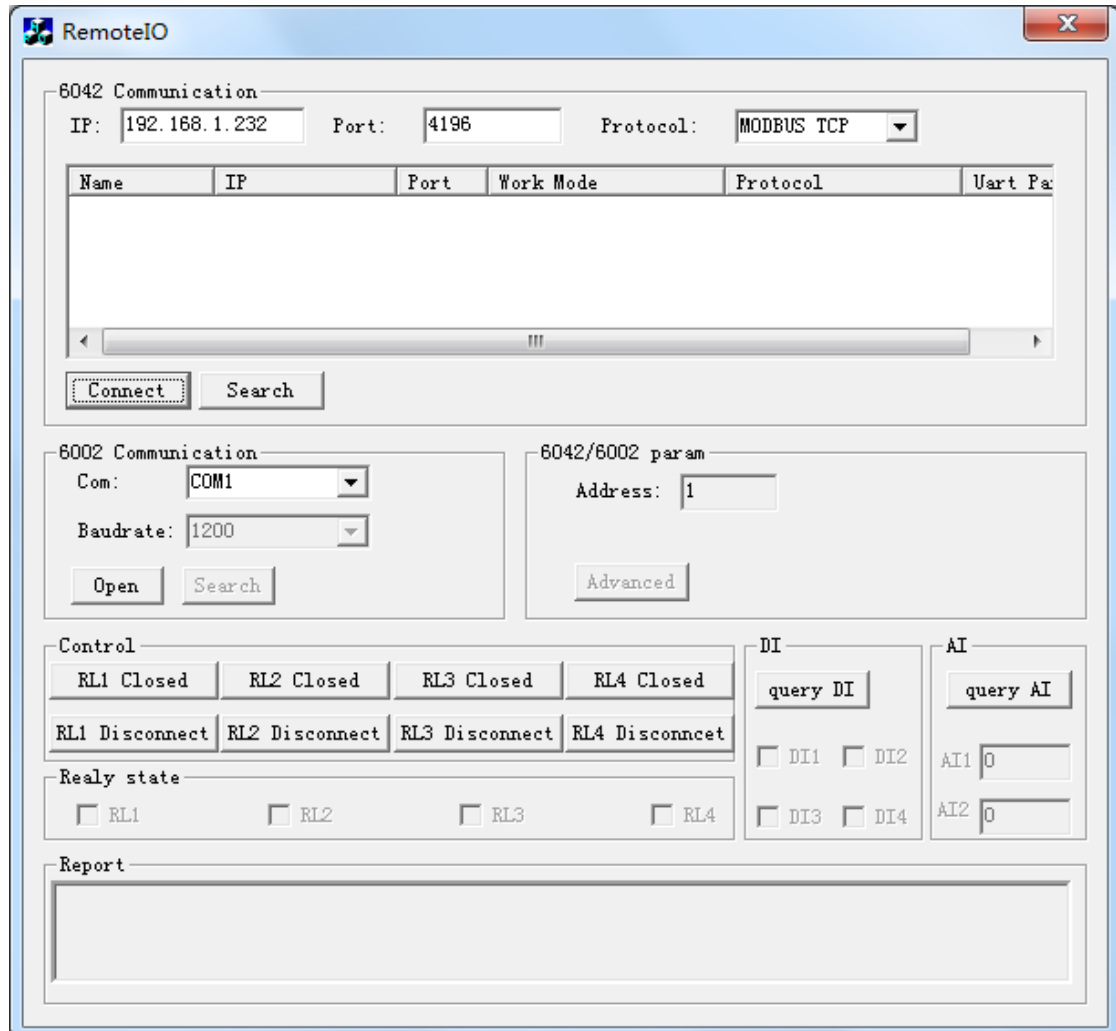 RemoteIO
6042 Communication
IP: 192.168.1.232 Port: 4196 Protocol: MODBUS TCP
Name IP Port Work Mode Protocol Uart Pa
Connect Search
6002 Communication
Com: COM1
Baudrate: 1200
Open Search
6042/6002 param
Address: 1
Advanced
Control
RL1 Closed RL2 Closed RL3 Closed RL4 Closed
RL1 Disconnect RL2 Disconnect RL3 Disconnect RL4 Disconncet
Realy state
RL1 RL2 RL3 RL4
DI
query DI
DI1 DI2
DI3 DI4
AI
query AI
AI1 0
AI2 0
Report